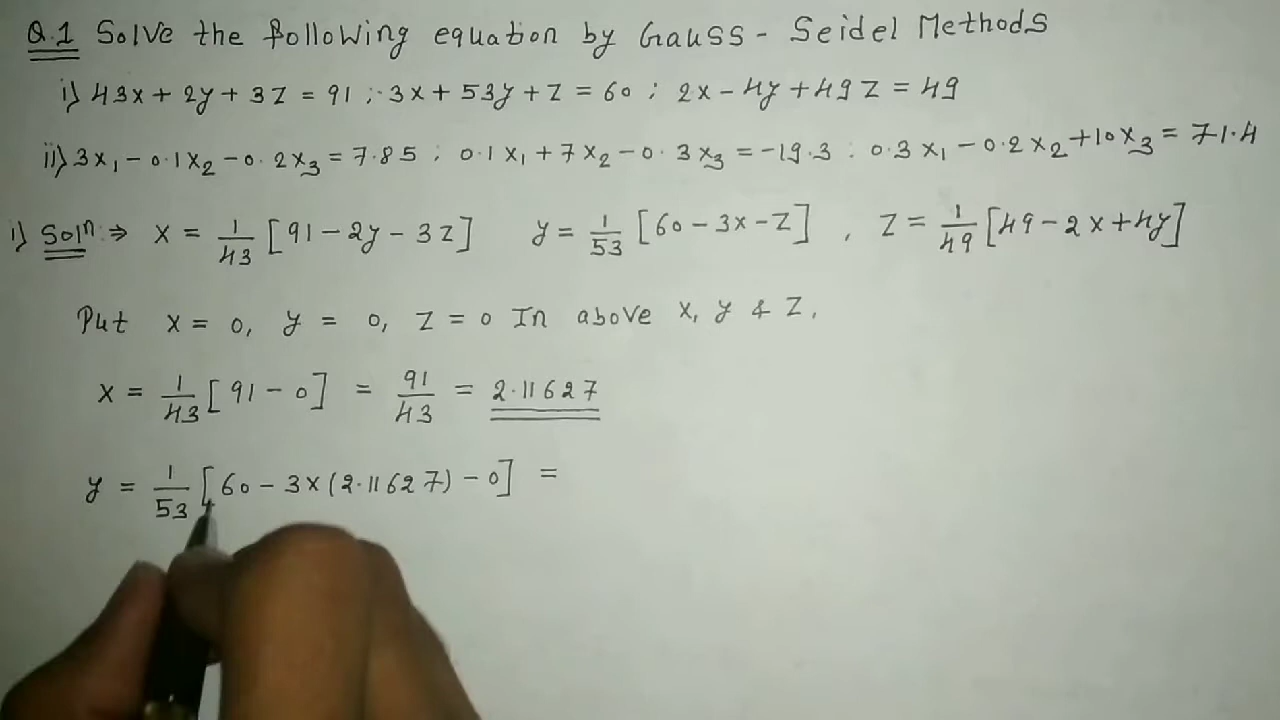 Q.1 Solve the following equation by Gauss - Seidel Methods
i) 43x + 2y + 3z = 91 ; 3x + 53y + z = 60 ; 2x - 4y + 49z = 49
ii) 3x₁ - 0.1x₂ - 0.2x₃ = 7.85 ; 0.1x₁ + 7x₂ - 0.3x₃ = -19.3 : 0.3x₁ - 0.2x₂ + 10x₃ = 71.4
i) Solⁿ ⇒ x = 1/43 [91 - 2y - 3z] y = 1/53 [60 - 3x - z] , z = 1/49 [49 - 2x + 4y]
Put x = 0, y = 0, z = 0 In above x, y & z.
x = 1/43 [91 - 0] = 91/43 = 2.11627
y = 1/53 [60 - 3x(2.11627) - 0] =